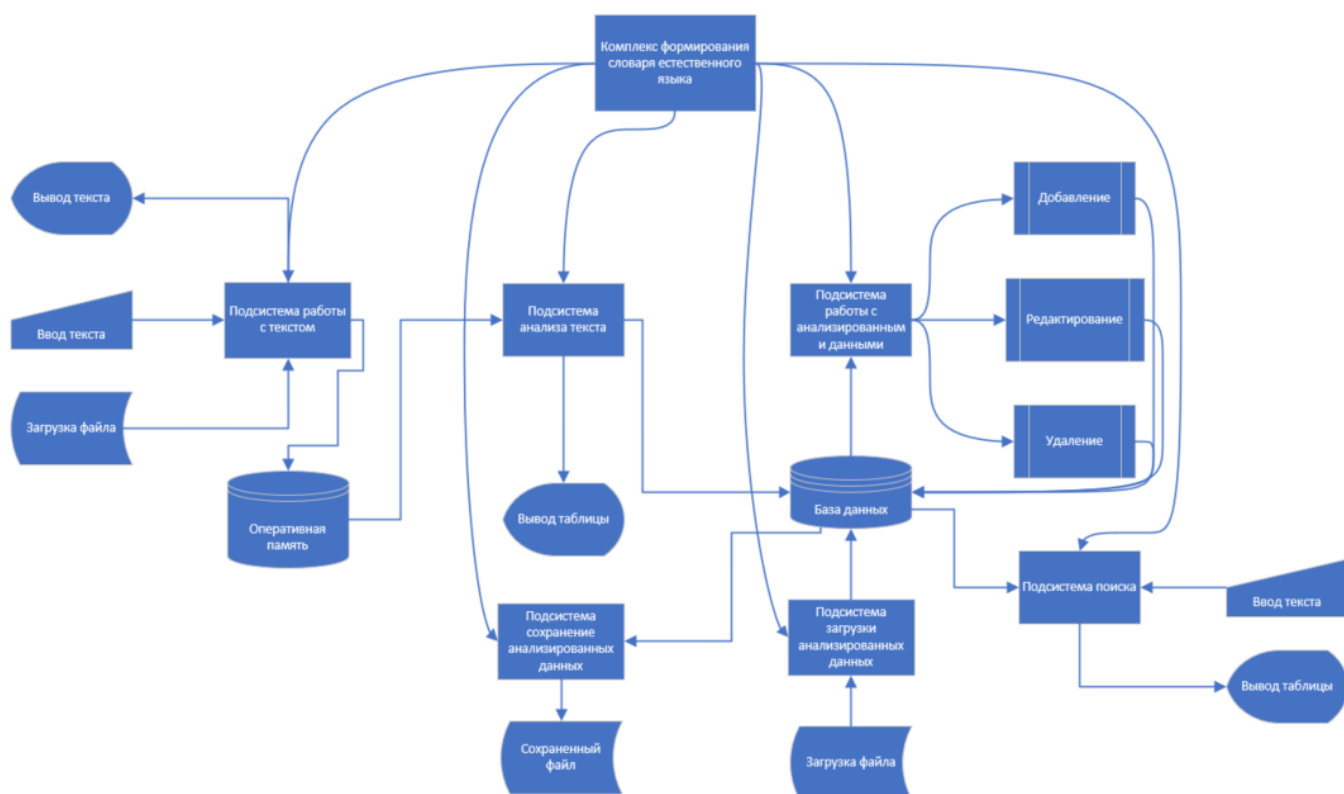 Комплекс формирования
словаря естественного
языка
Вывод текста
Добавление
Ввод текста
Подсистема работы
с текстом
Подсистема
анализа текста
Подсистема
работы с
анализированным
и данными
Редактирование
Загрузка файла
Удаление
Оперативная
память
Вывод таблицы
База данных
Подсистема
сохранение
анализированных
данных
Подсистема
загрузки
анализированных
данных
Подсистема поиска
Ввод текста
Вывод таблицы
Сохраненный
файл
Загрузка файла